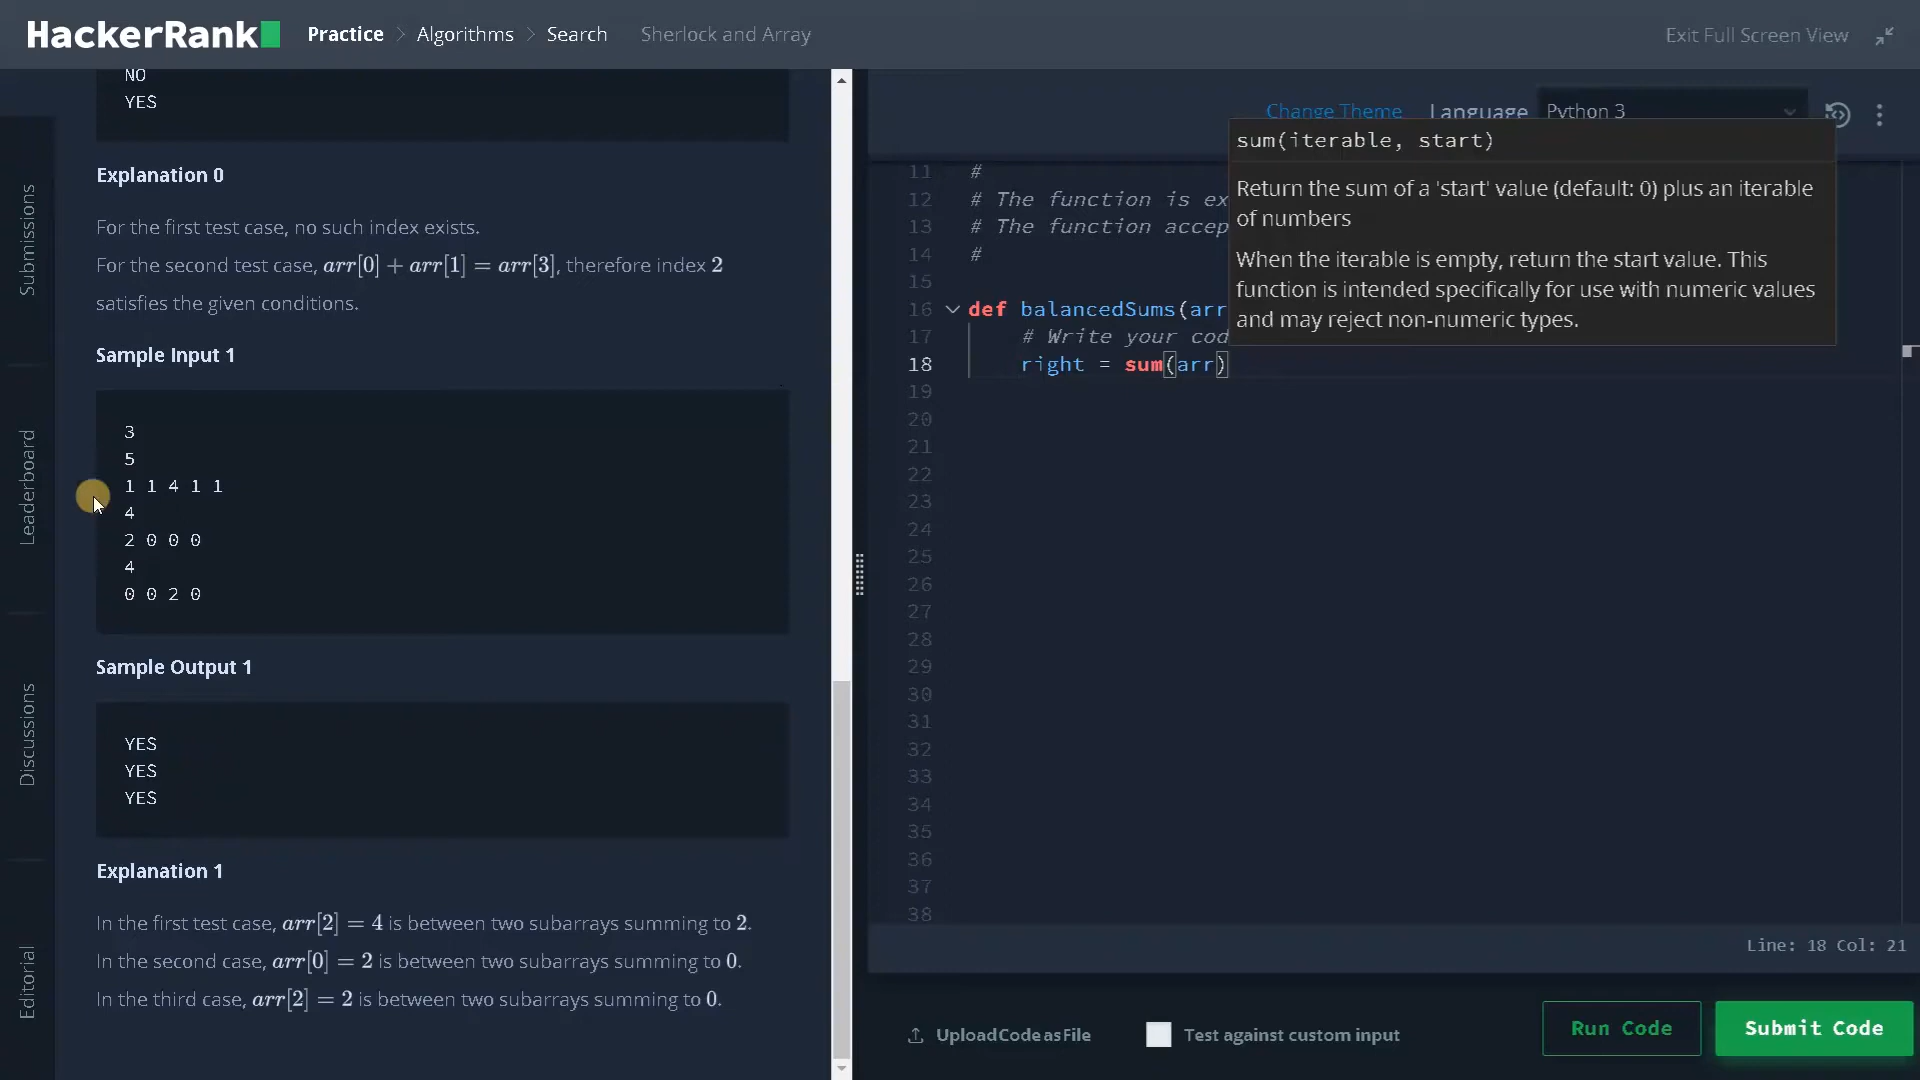 HackerRank
Practice > Algorithms > Search Sherlock and Array
Exit Full Screen View
Submissions
Leaderboard
Discussions
Editorial
NO
YES
Explanation 0
For the first test case, no such index exists.
For the second test case, arr[0] + arr[1] = arr[3], therefore index 2
satisfies the given conditions.
Sample Input 1
3
5
1 1 4 1 1
4
2 0 0 0
4
0 0 2 0
Sample Output 1
YES
YES
YES
Explanation 1
In the first test case, arr[2] = 4 is between two subarrays summing to 2.
In the second case, arr[0] = 2 is between two subarrays summing to 0.
In the third case, arr[2] = 2 is between two subarrays summing to 0.
Change Theme Language Python 3
sum(iterable, start)
Return the sum of a 'start' value (default: 0) plus an iterable
of numbers
When the iterable is empty, return the start value. This
function is intended specifically for use with numeric values
and may reject non-numeric types.
11 #
12 # The function is ex
13 # The function accep
14 #
15
16 def balancedSums(arr
17 # Write your cod
18 right = sum(arr)
19
20
21
22
23
24
25
26
27
28
29
30
31
32
33
34
35
36
37
38
Line: 18 Col: 21
Upload Code as File
Test against custom input
Run Code
Submit Code